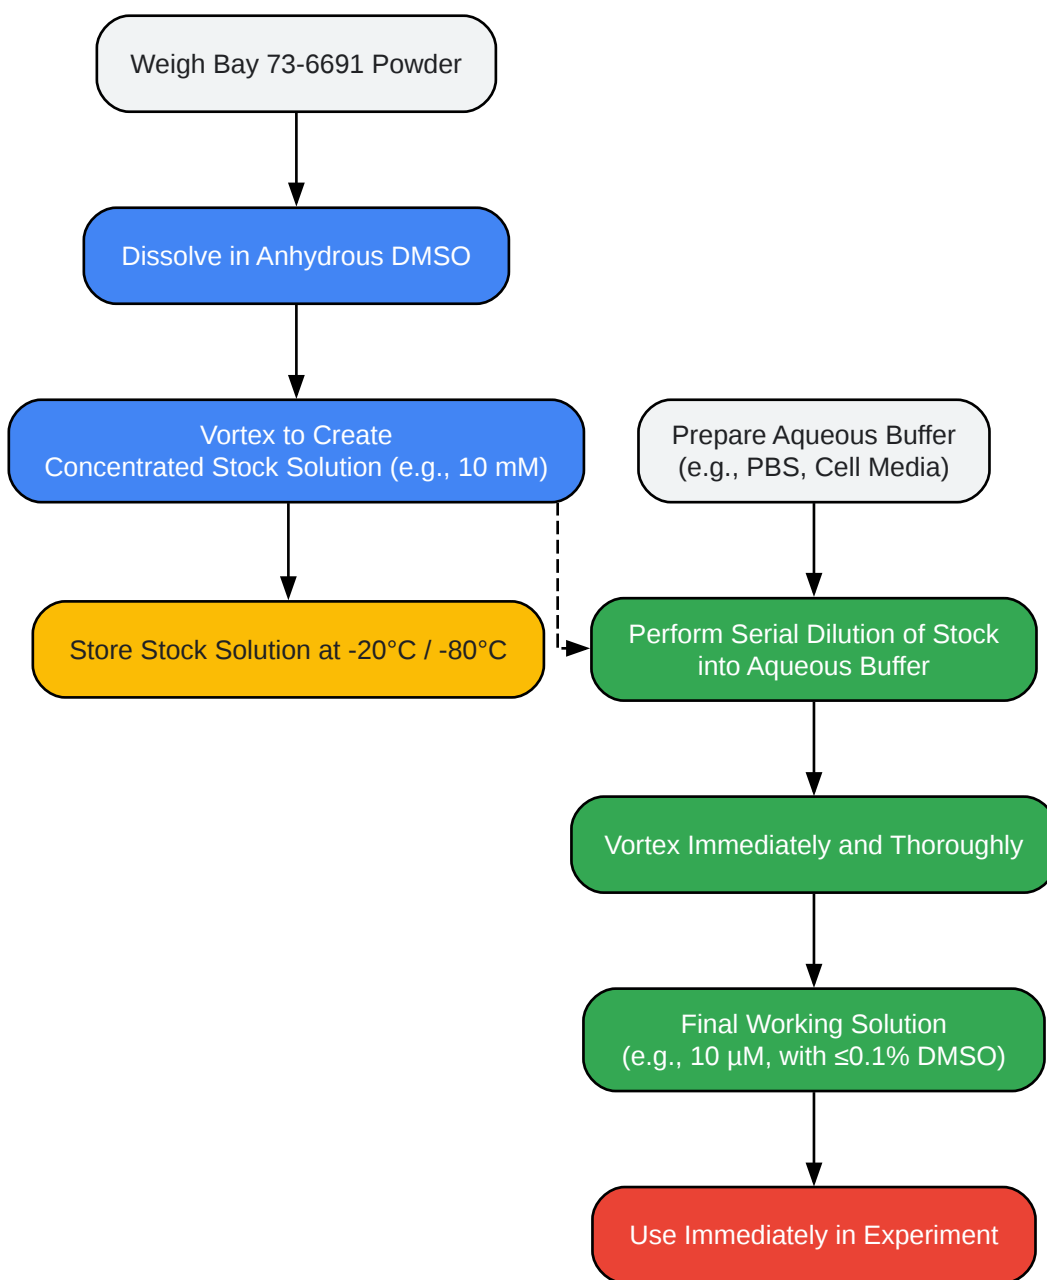 Weigh Bay 73-6691 Powder
Dissolve in Anhydrous DMSO
Vortex to Create
Concentrated Stock Solution (e.g., 10 mM)
Prepare Aqueous Buffer
(e.g., PBS, Cell Media)
Store Stock Solution at -20°C / -80°C
Perform Serial Dilution of Stock
into Aqueous Buffer
Vortex Immediately and Thoroughly
Final Working Solution
(e.g., 10 µM, with ≤0.1% DMSO)
Use Immediately in Experiment